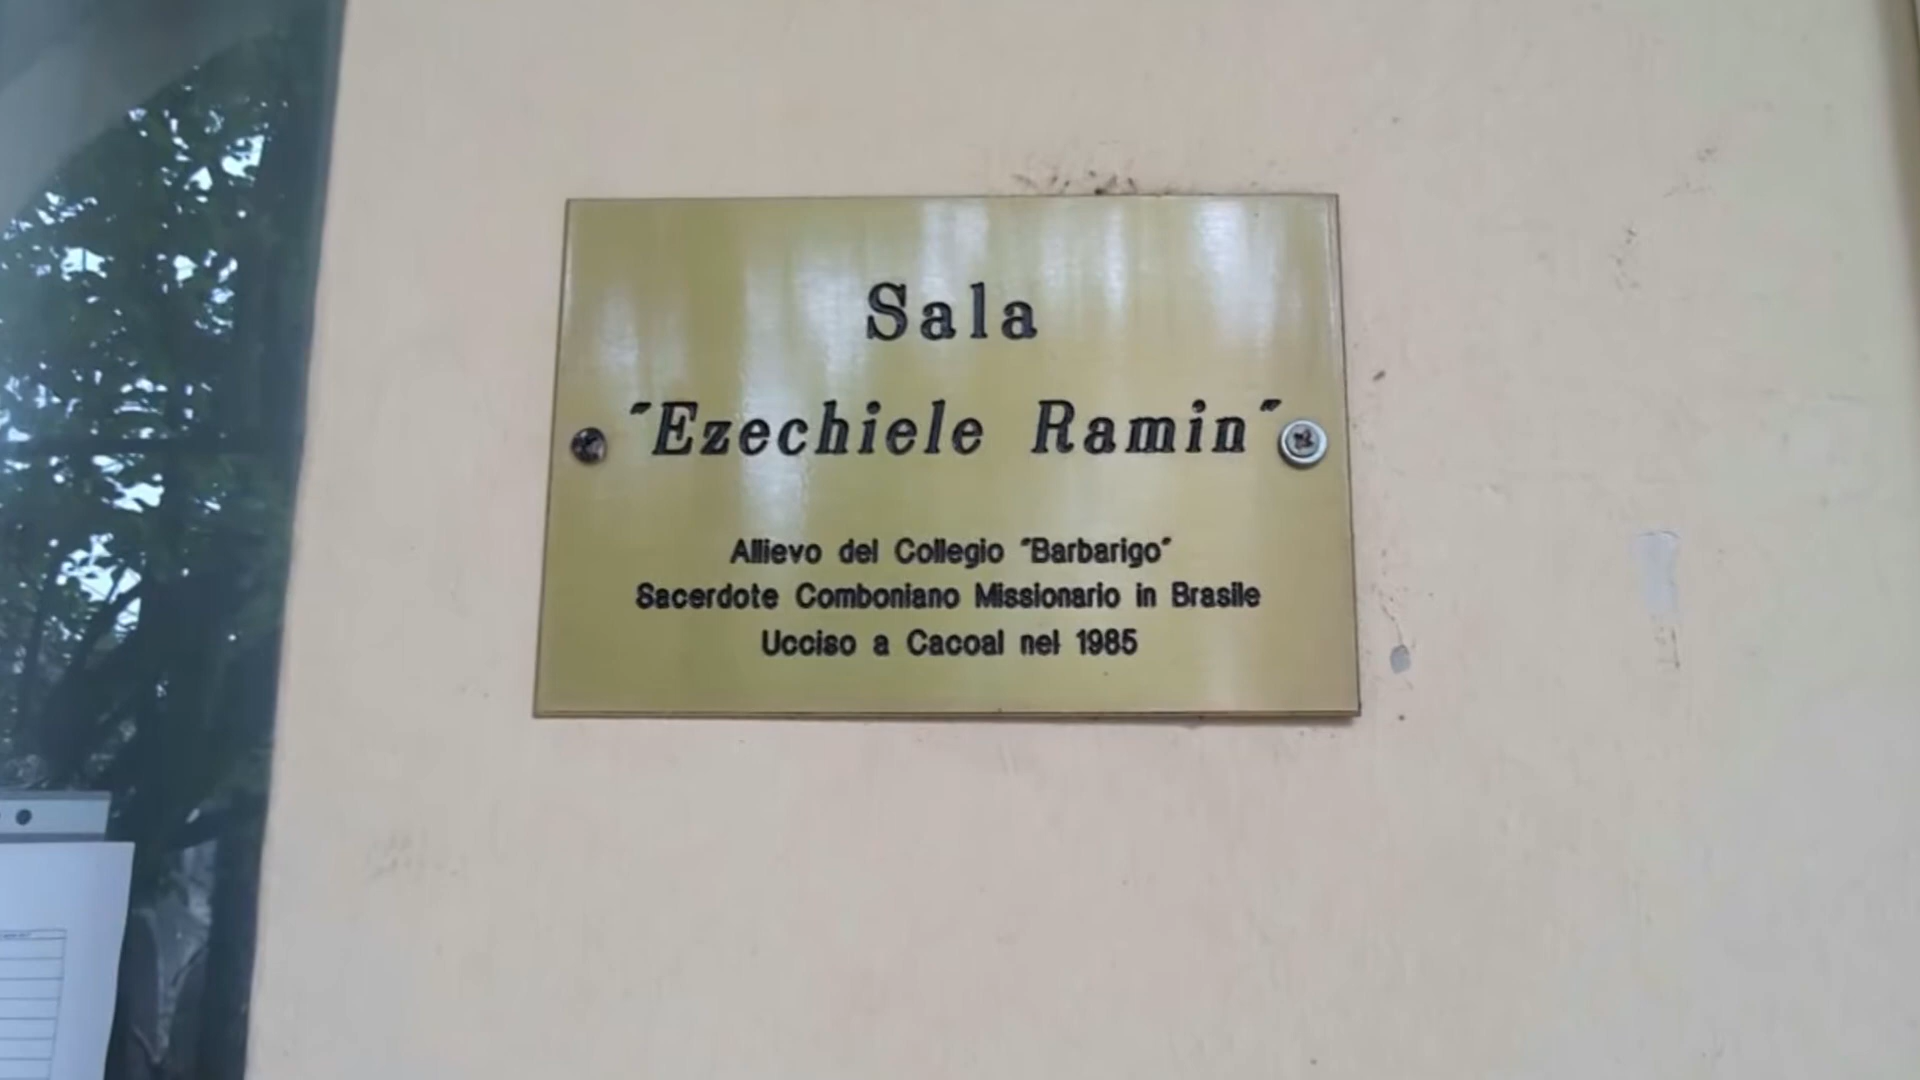 Sala
"Ezechiele Ramin"
Allievo del Collegio "Barbarigo"
Sacerdote Comboniano Missionario in Brasile
Ucciso a Cacoal nel 1985